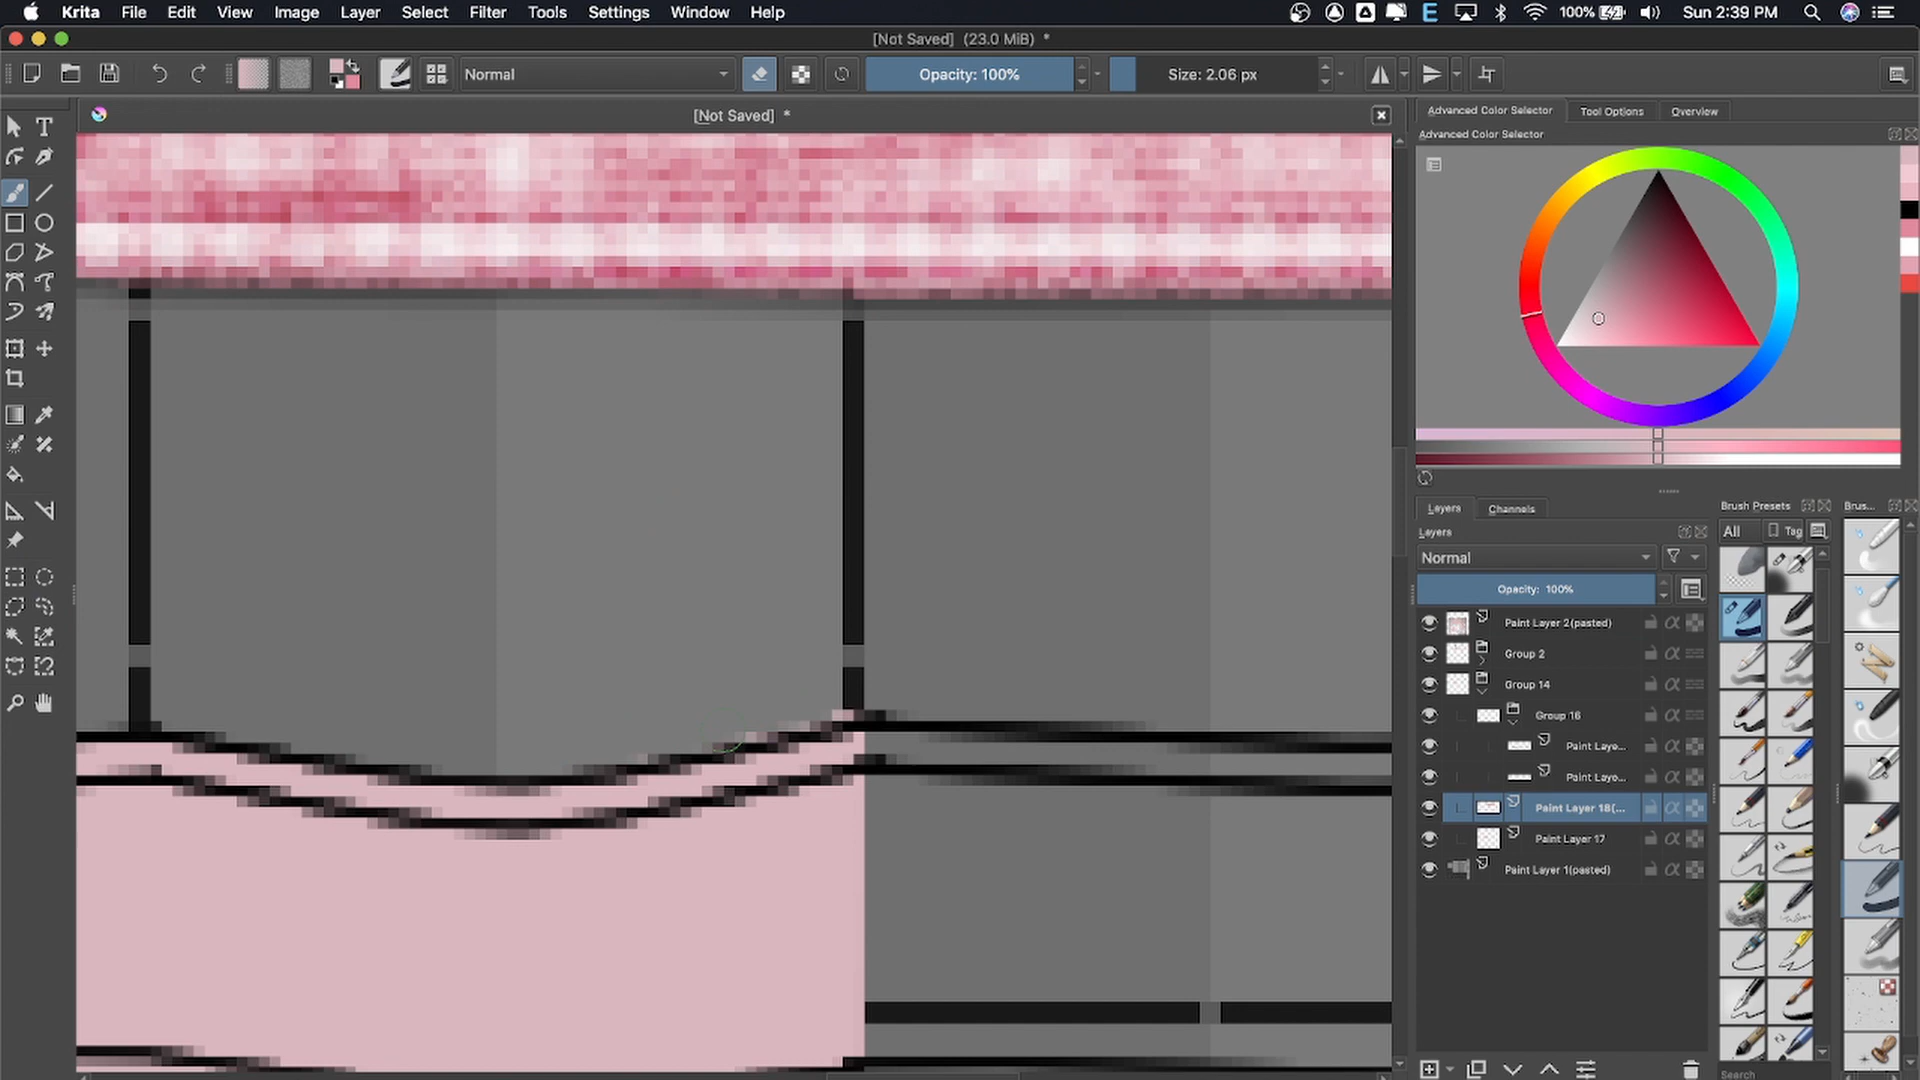 Krita File Edit View Image Layer Select Filter Tools Settings Window Help
100% Sun 2:39 PM
[Not Saved] (23.0 MiB) *
Normal
Opacity: 100%
Size: 2.06 px
[Not Saved] *
Advanced Color Selector Tool Options Overview
Advanced Color Selector
Layers Channels
Layers
Normal
Opacity: 100%
Paint Layer 2(pasted)
Group 2
Group 14
Group 16
Paint Laye...
Paint Laye...
Paint Layer 18(...
Paint Layer 17
Paint Layer 1(pasted)
Brush Presets
All Tag
Search
Brus...